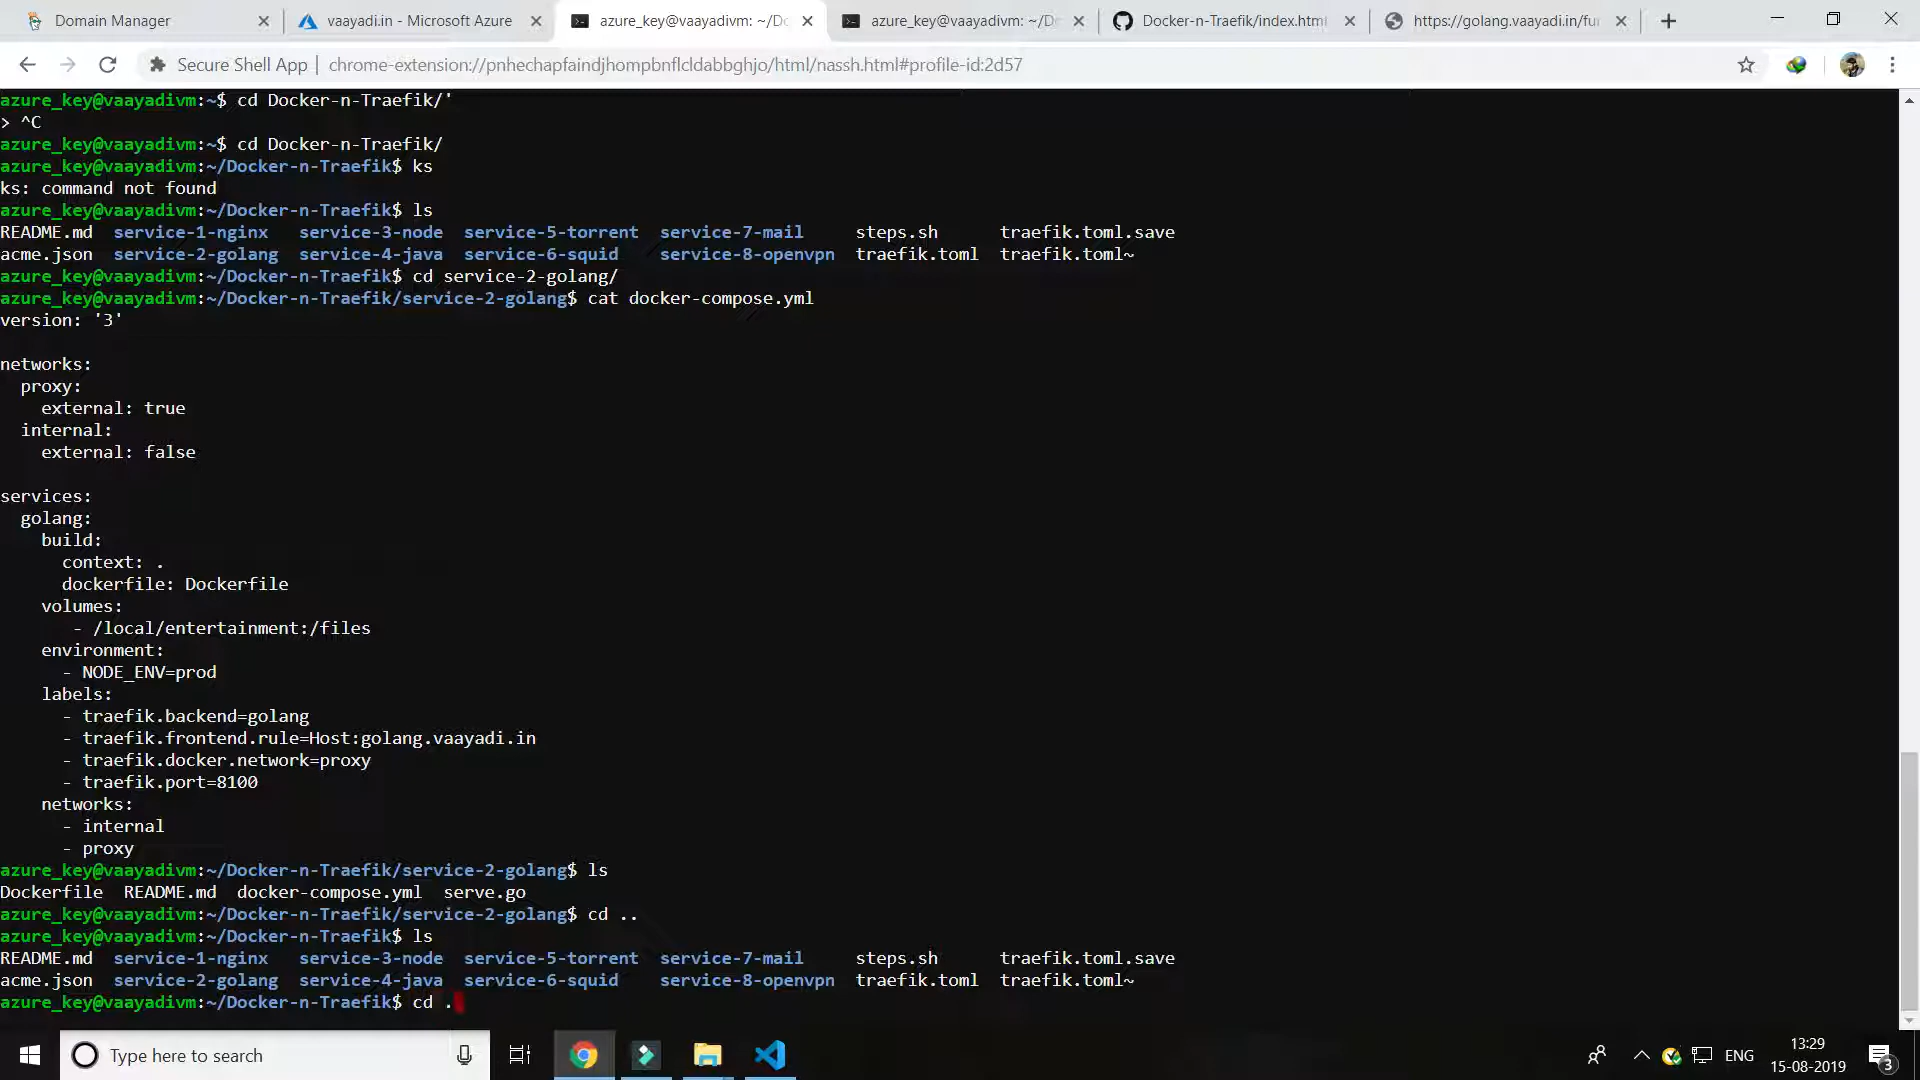 Domain Manager
vaayadi.in - Microsoft Azure
azure_key@vaayadivm: ~/Do
azure_key@vaayadivm: ~/Do
Docker-n-Traefik/index.html
https://golang.vaayadi.in/fun
Secure Shell App | chrome-extension://pnhechapfaindjhompbnflcldabbghjo/html/nassh.html#profile-id:2d57
azure_key@vaayadivm:~$ cd Docker-n-Traefik/'
> ^C
azure_key@vaayadivm:~$ cd Docker-n-Traefik/
azure_key@vaayadivm:~/Docker-n-Traefik$ ks
ks: command not found
azure_key@vaayadivm:~/Docker-n-Traefik$ ls
README.md  service-1-nginx   service-3-node  service-5-torrent  service-7-mail     steps.sh      traefik.toml.save
acme.json  service-2-golang  service-4-java  service-6-squid    service-8-openvpn  traefik.toml  traefik.toml~
azure_key@vaayadivm:~/Docker-n-Traefik$ cd service-2-golang/
azure_key@vaayadivm:~/Docker-n-Traefik/service-2-golang$ cat docker-compose.yml
version: '3'
networks:
  proxy:
    external: true
  internal:
    external: false
services:
  golang:
    build:
      context: .
      dockerfile: Dockerfile
    volumes:
       - /local/entertainment:/files
    environment:
      - NODE_ENV=prod
    labels:
      - traefik.backend=golang
      - traefik.frontend.rule=Host:golang.vaayadi.in
      - traefik.docker.network=proxy
      - traefik.port=8100
    networks:
      - internal
      - proxy
azure_key@vaayadivm:~/Docker-n-Traefik/service-2-golang$ ls
Dockerfile  README.md  docker-compose.yml  serve.go
azure_key@vaayadivm:~/Docker-n-Traefik/service-2-golang$ cd ..
azure_key@vaayadivm:~/Docker-n-Traefik$ ls
README.md  service-1-nginx   service-3-node  service-5-torrent  service-7-mail     steps.sh      traefik.toml.save
acme.json  service-2-golang  service-4-java  service-6-squid    service-8-openvpn  traefik.toml  traefik.toml~
azure_key@vaayadivm:~/Docker-n-Traefik$ cd .
Type here to search
ENG
13:29
15-08-2019
3